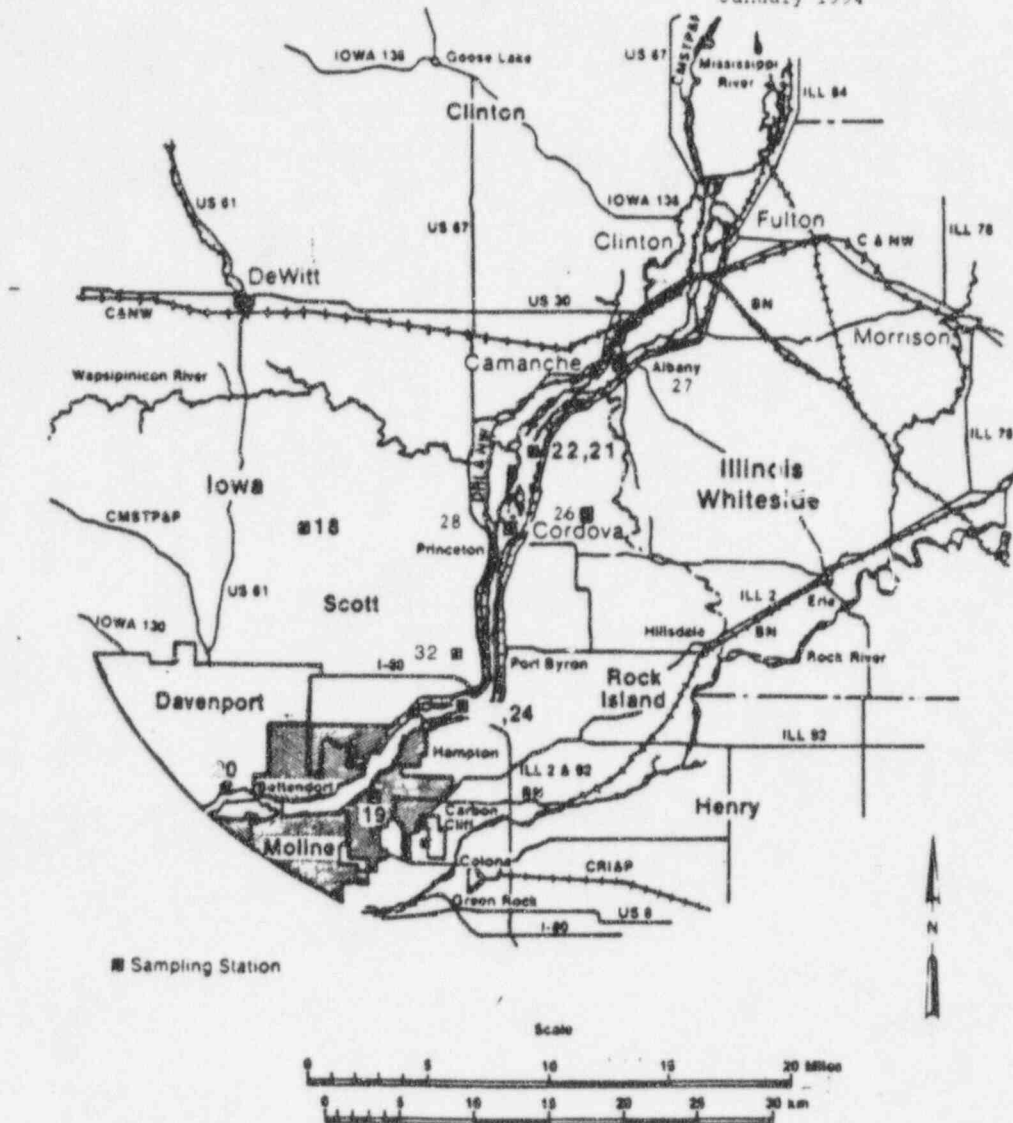 January 1994
IOWA 136
Goose Lake
US 67
CMSTP&P
Mississippi
River
ILL 84
Clinton
US 61
US 67
IOWA 136
Clinton
Fulton
C & NW
ILL 78
DeWitt
US 30
BN
C&NW
Morrison
Camanche
Albany
27
Wapsipinicon River
22,21
ILL 78
Iowa
Illinois
Whiteside
CMSTP&P
18
28
26
Cordova
Princeton
US 61
Scott
ILL 2
Erie
IOWA 130
Hillsdale
BN
32
I-80
Port Byron
Rock River
Davenport
Rock
Island
,24
Hampton
ILL 92
ILL 2 & 92
Bettendorf
BN
Henry
19
Carbon
Cliff
Moline
Colona
CRI&P
Green Rock
US 6
I-80
N
Sampling Station
Scale
0 5 10 15 20 Miles
0 5 10 15 20 25 30 km